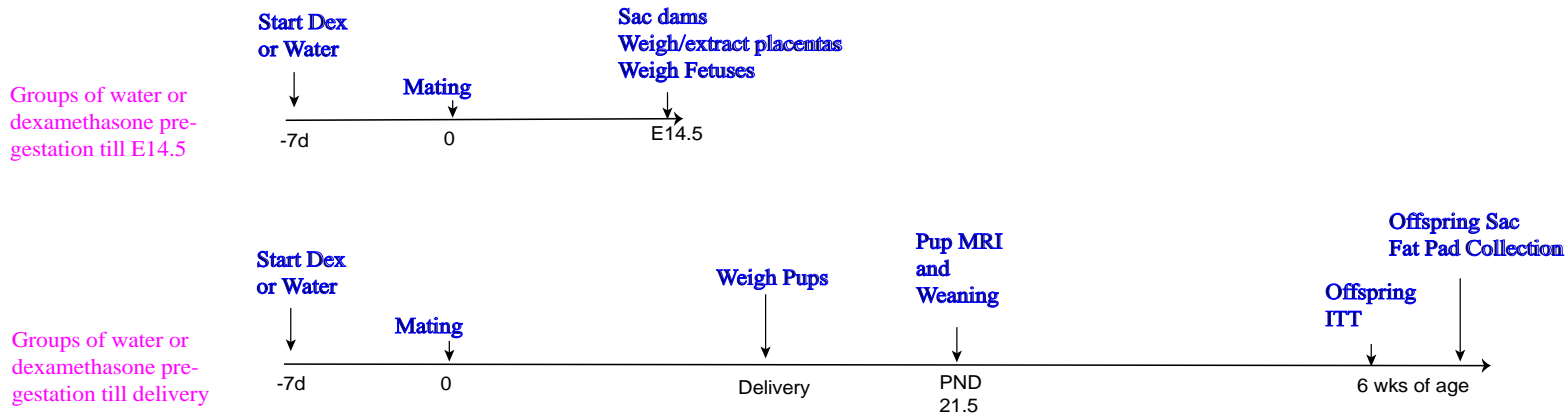 Start Dex
or Water
Sac dams
Weigh/extract placentas
Weigh Fetuses
Mating
Groups of water or
dexamethasone pre-
gestation till E14.5
-7d
0
E14.5
Start Dex
or Water
Mating
Weigh Pups
Pup MRI
and
Weaning
Offspring
ITT
Offspring Sac
Fat Pad Collection
Groups of water or
dexamethasone pre-
gestation till delivery
-7d
0
Delivery
PND
21.5
6 wks of age